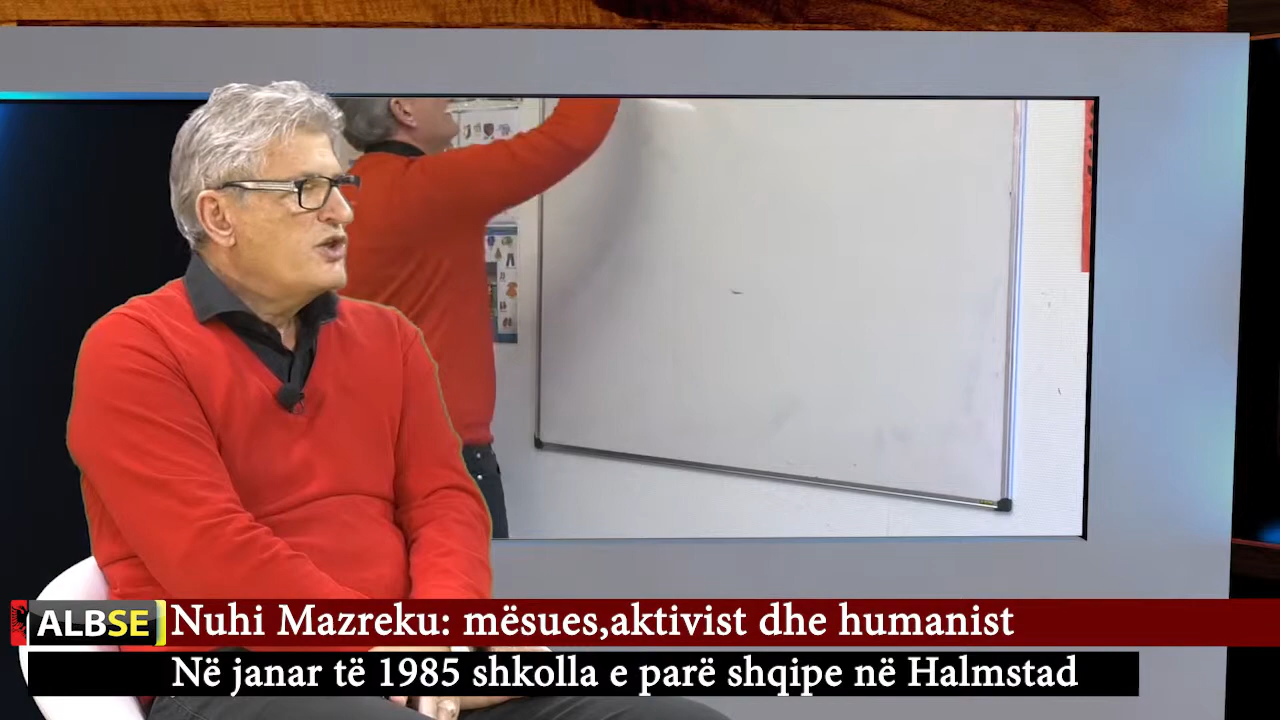 ALBSE
Nuhi Mazreku: mësues,aktivist dhe humanist
Në janar të 1985 shkolla e parë shqipe në Halmstad